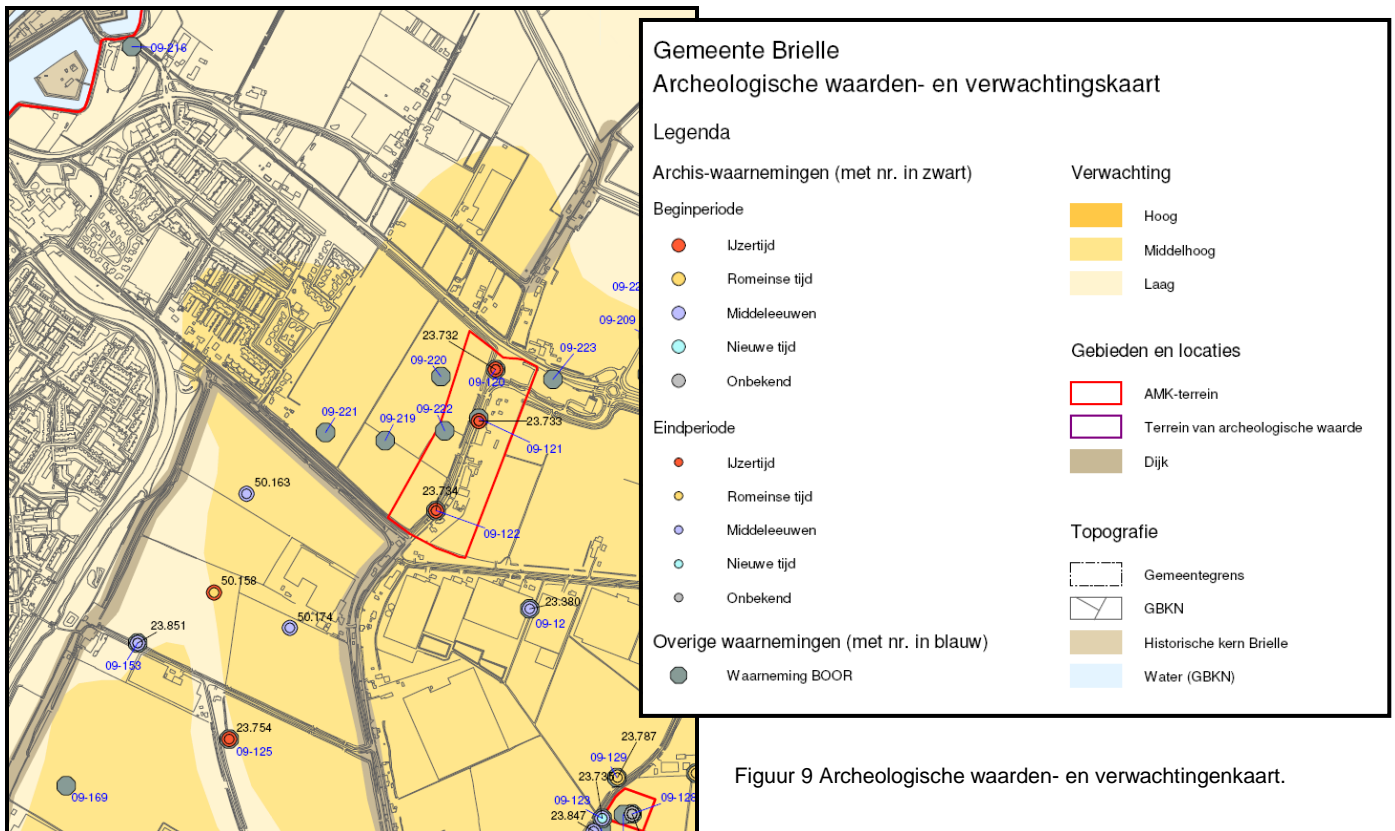 09-216
Gemeente Brielle
Archeologische waarden- en verwachtingskaart
Legenda
Archis-waarnemingen (met nr. in zwart)
Beginperiode
IJzertijd
Romeinse tijd
Middeleeuwen
Nieuwe tijd
Onbekend
Eindperiode
IJzertijd
Romeinse tijd
Middeleeuwen
Nieuwe tijd
Onbekend
Overige waarnemingen (met nr. in blauw)
Waarneming BOOR
Verwachting
Hoog
Middelhoog
Laag
Gebieden en locaties
AMK-terrein
Terrein van archeologische waarde
Dijk
Topografie
Gemeentegrens
GBKN
Historische kern Brielle
Water (GBKN)
09-209
23.732
09-223
09-220
09-120
09-221
09-222
09-219
23.733
09-121
50.163
23.734
09-122
50.158
23.380
50.174
09-12
23.851
09-153
23.754
09-125
23.787
09-129
09-169
09-123
09-128
23.847
Figuur 9 Archeologische waarden- en verwachtingenkaart.